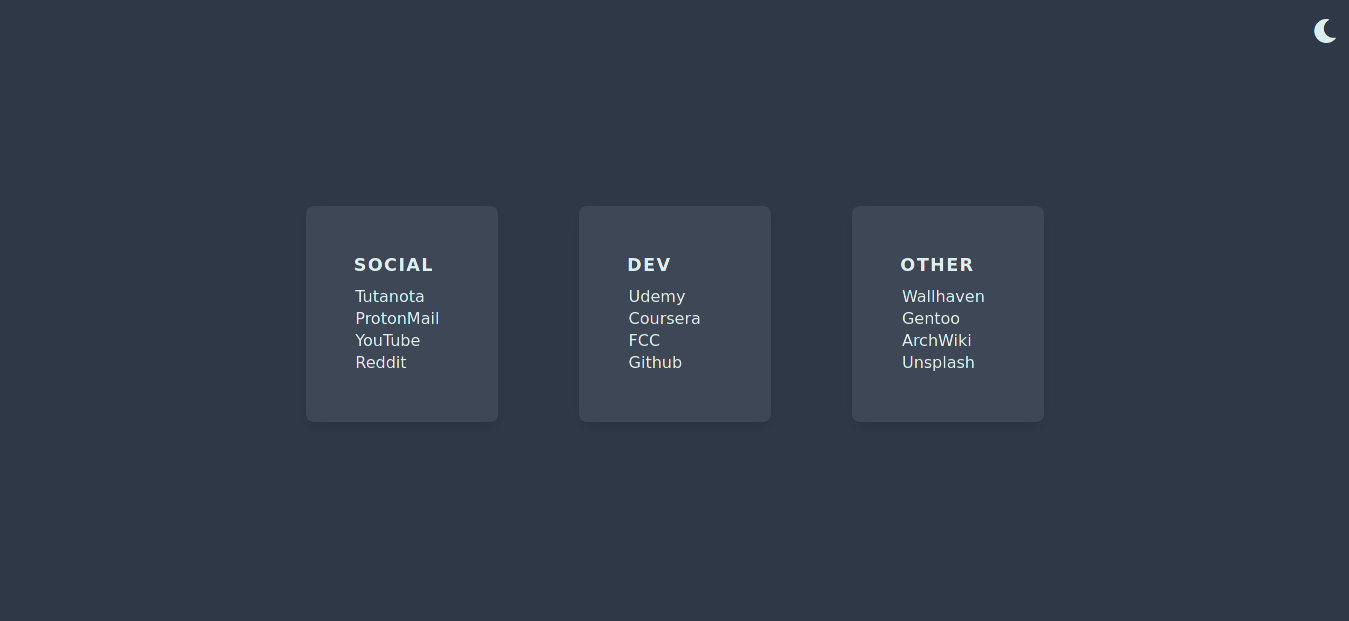 SOCIAL
Tutanota
ProtonMail
YouTube
Reddit
DEV
Udemy
Coursera
FCC
Github
OTHER
Wallhaven
Gentoo
ArchWiki
Unsplash